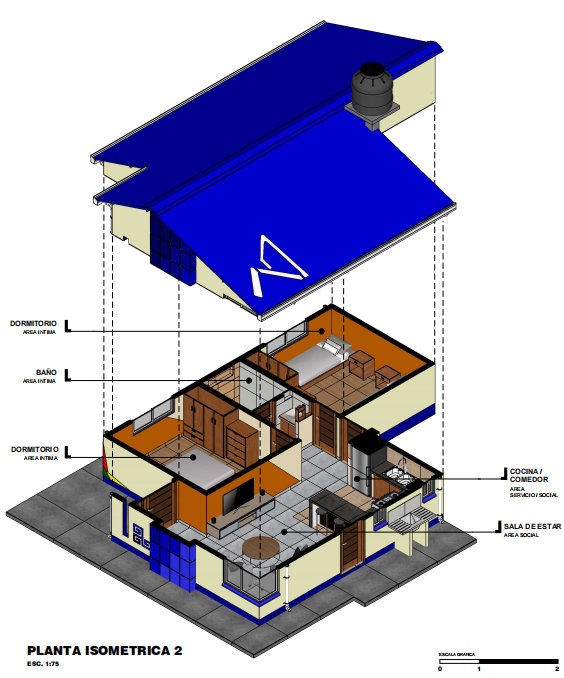 DORMITORIO
AREA INTIMA
BAÑO
AREA INTIMA
DORMITORIO
AREA INTIMA
COCINA /
COMEDOR
AREA
SERVICIO / SOCIAL
SALA DE ESTAR
AREA SOCIAL
PLANTA ISOMETRICA 2
ESC. 1:75
ESCALA GRAFICA
0 1 2